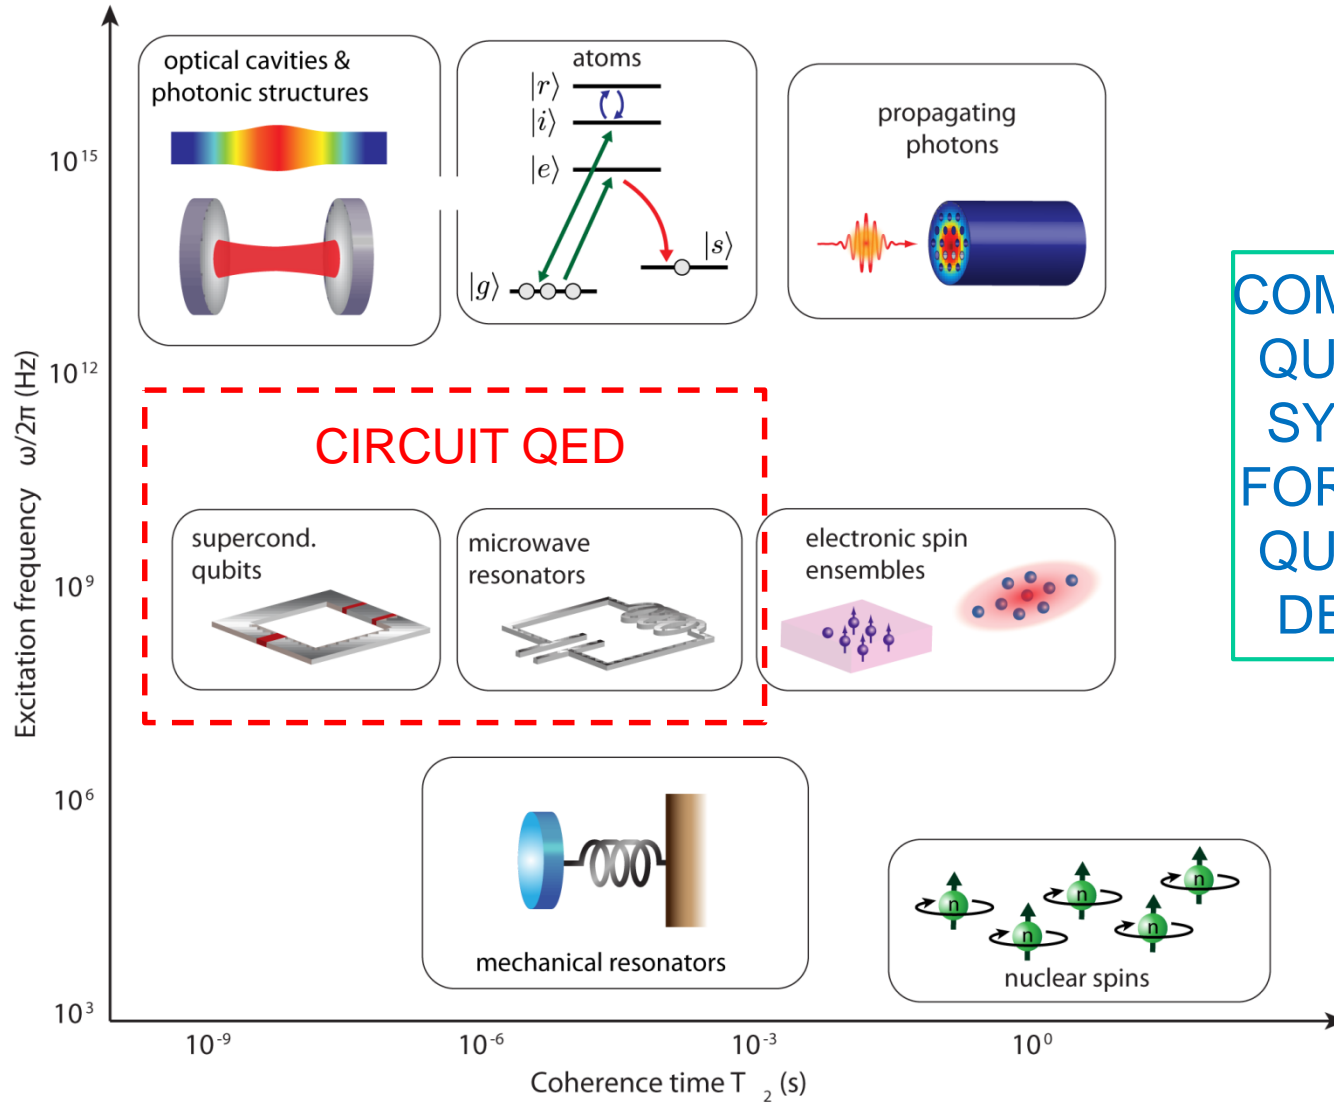 optical cavities &
photonic structures
atoms
|r⟩
|i⟩
|e⟩
|s⟩
|g⟩
propagating
photons
CIRCUIT QED
supercond.
qubits
microwave
resonators
electronic spin
ensembles
mechanical resonators
n
n
n
n
n
nuclear spins
Excitation frequency ω/2π (Hz)
10¹⁵
10¹²
10⁹
10⁶
10³
10⁻⁹ 10⁻⁶ 10⁻³ 10⁰
Coherence time T ₂ (s)
FOR